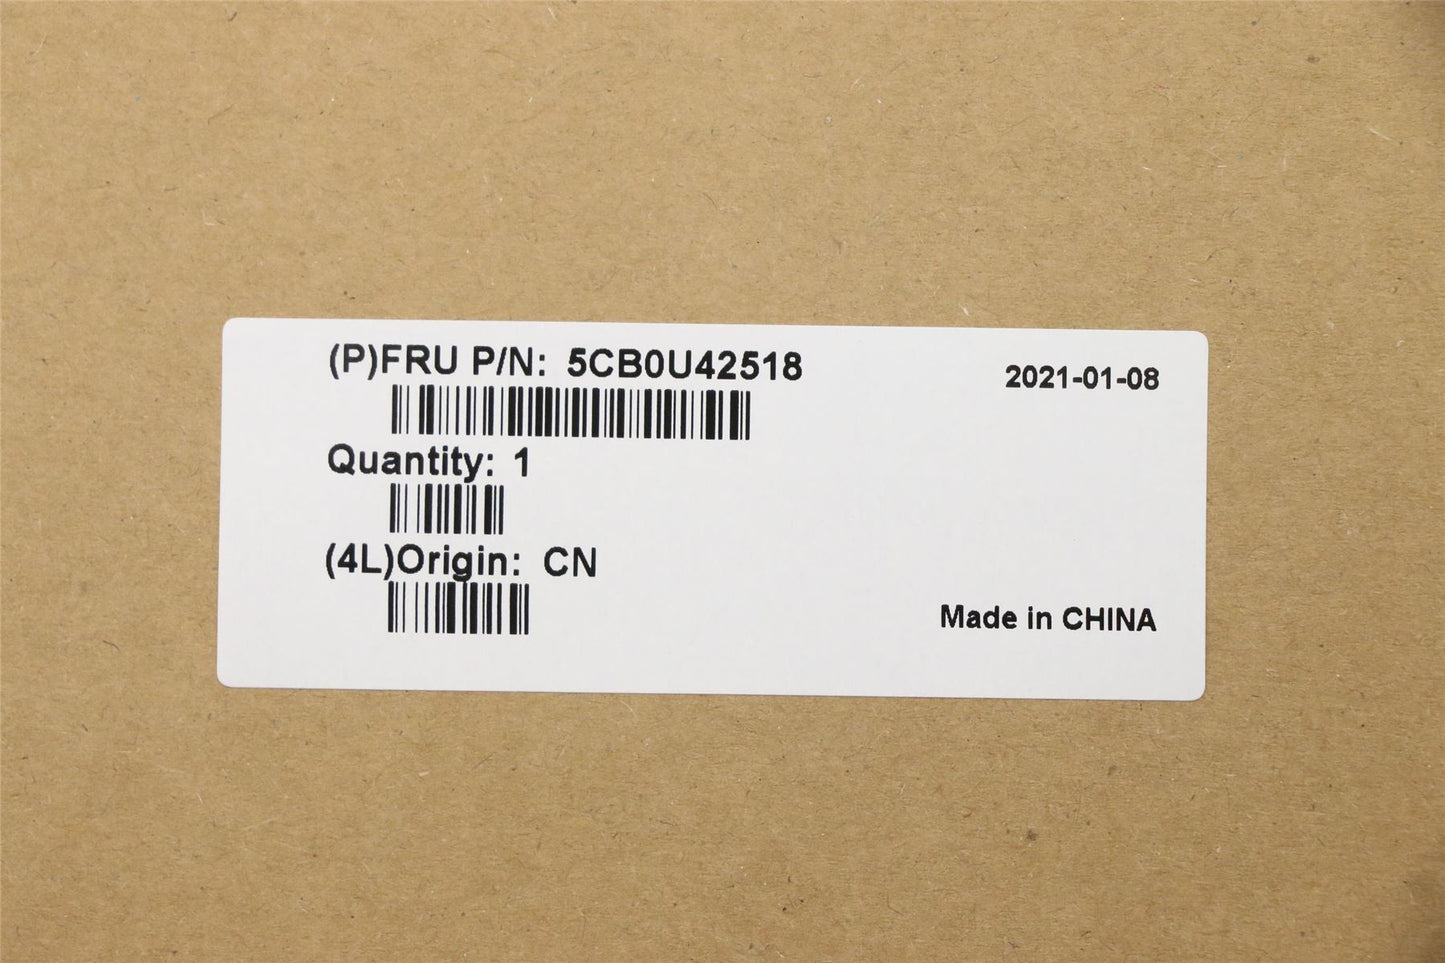 (P)FRU P/N: 5CB0U42518
2021-01-08
Quantity: 1
(4L)Origin: CN
Made in CHINA